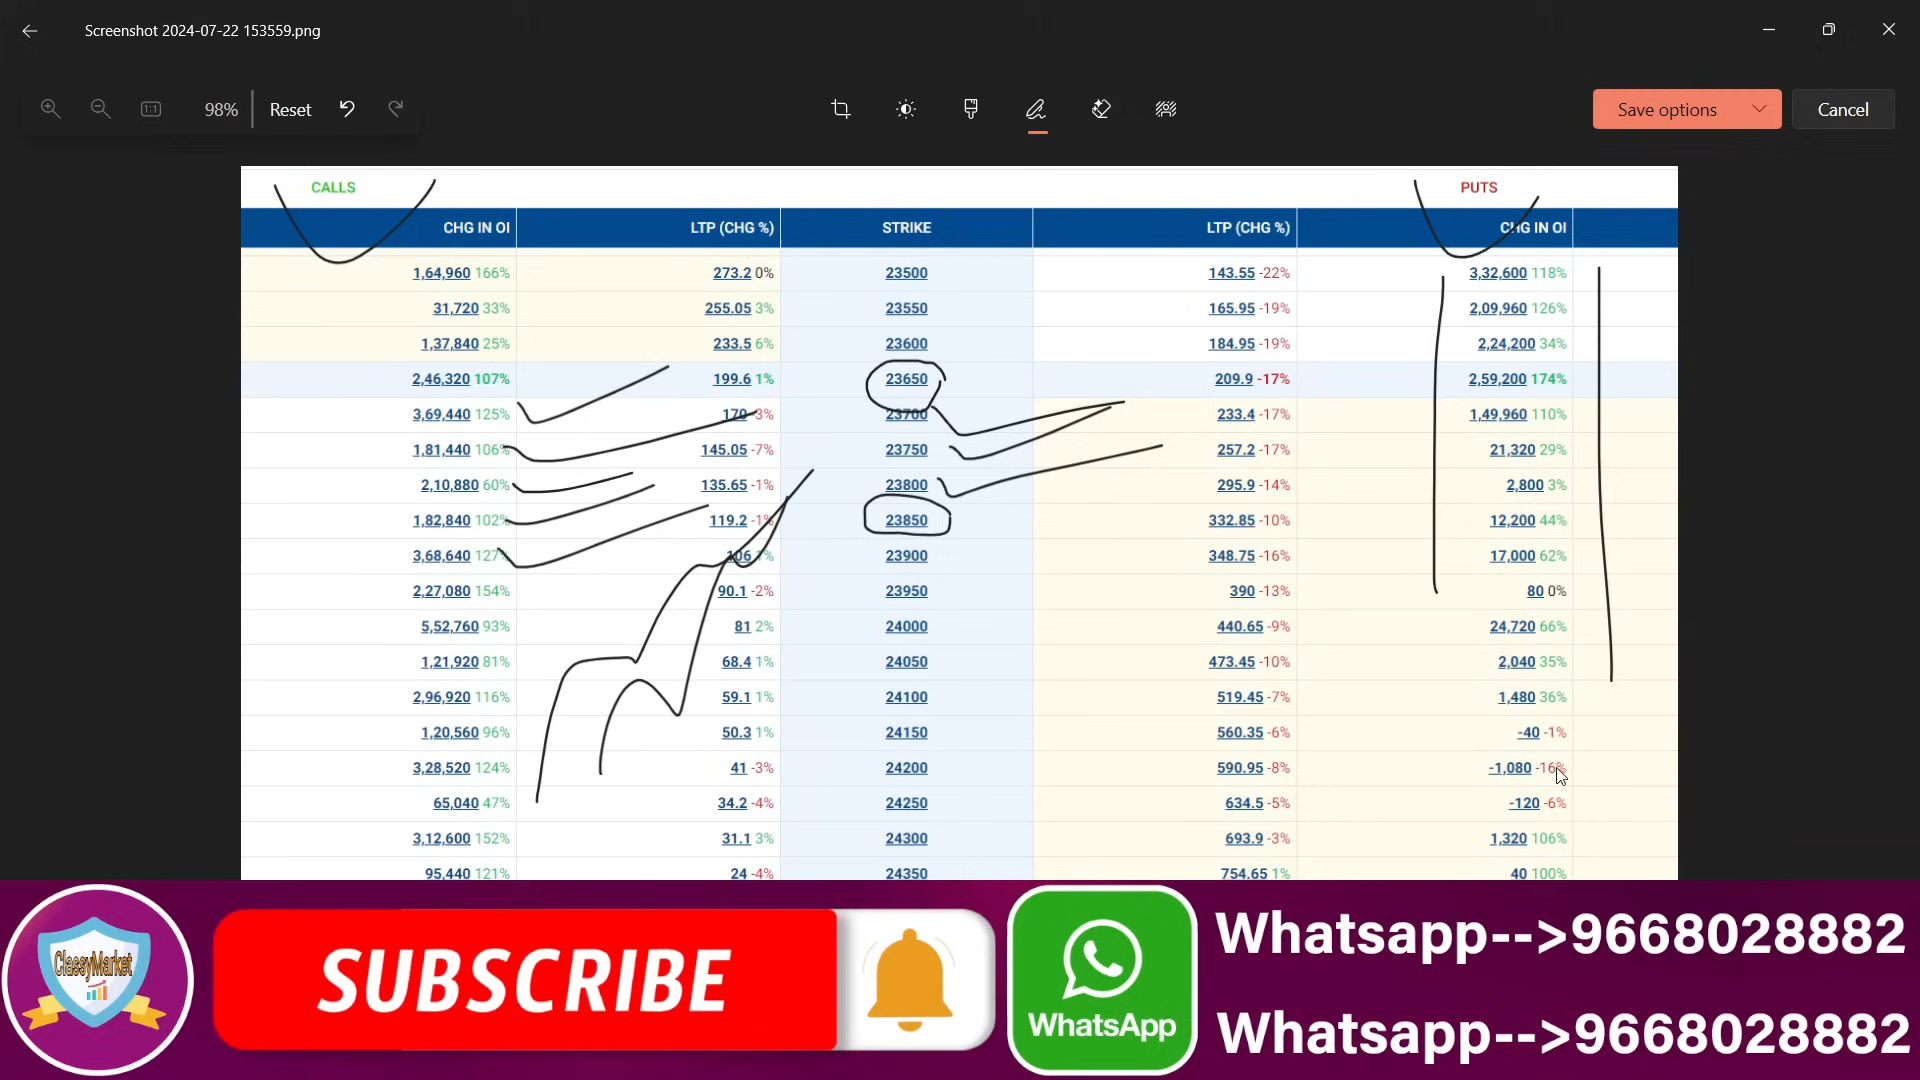 Screenshot 2024-07-22 153559.png
98% Reset Save options Cancel
CALLS PUTS
CHG IN OI LTP (CHG %) STRIKE LTP (CHG %) CHG IN OI
1,64,960 166% 273.2 0% 23500 143.55 -22% 3,32,600 118%
31,720 33% 255.05 3% 23550 165.95 -19% 2,09,960 126%
1,37,840 25% 233.5 6% 23600 184.95 -19% 2,24,200 34%
2,46,320 107% 199.6 1% 23650 209.9 -17% 2,59,200 174%
3,69,440 125% 170 -3% 23700 233.4 -17% 1,49,960 110%
1,81,440 106% 145.05 -7% 23750 257.2 -17% 21,320 29%
2,10,880 60% 135.65 -1% 23800 295.9 -14% 2,800 3%
1,82,840 102% 119.2 -1% 23850 332.85 -10% 12,200 44%
3,68,640 127% 106 1% 23900 348.75 -16% 17,000 62%
2,27,080 154% 90.1 -2% 23950 390 -13% 80 0%
5,52,760 93% 81 2% 24000 440.65 -9% 24,720 66%
1,21,920 81% 68.4 1% 24050 473.45 -10% 2,040 35%
2,96,920 116% 59.1 1% 24100 519.45 -7% 1,480 36%
1,20,560 96% 50.3 1% 24150 560.35 -6% -40 -1%
3,28,520 124% 41 -3% 24200 590.95 -8% -1,080 -16%
65,040 47% 34.2 -4% 24250 634.5 -5% -120 -6%
3,12,600 152% 31.1 3% 24300 693.9 -3% 1,320 106%
95,440 121% 24 -4% 24350 754.65 1% 40 100%
ClassyMarket
SUBSCRIBE
WhatsApp
Whatsapp-->9668028882
Whatsapp-->9668028882